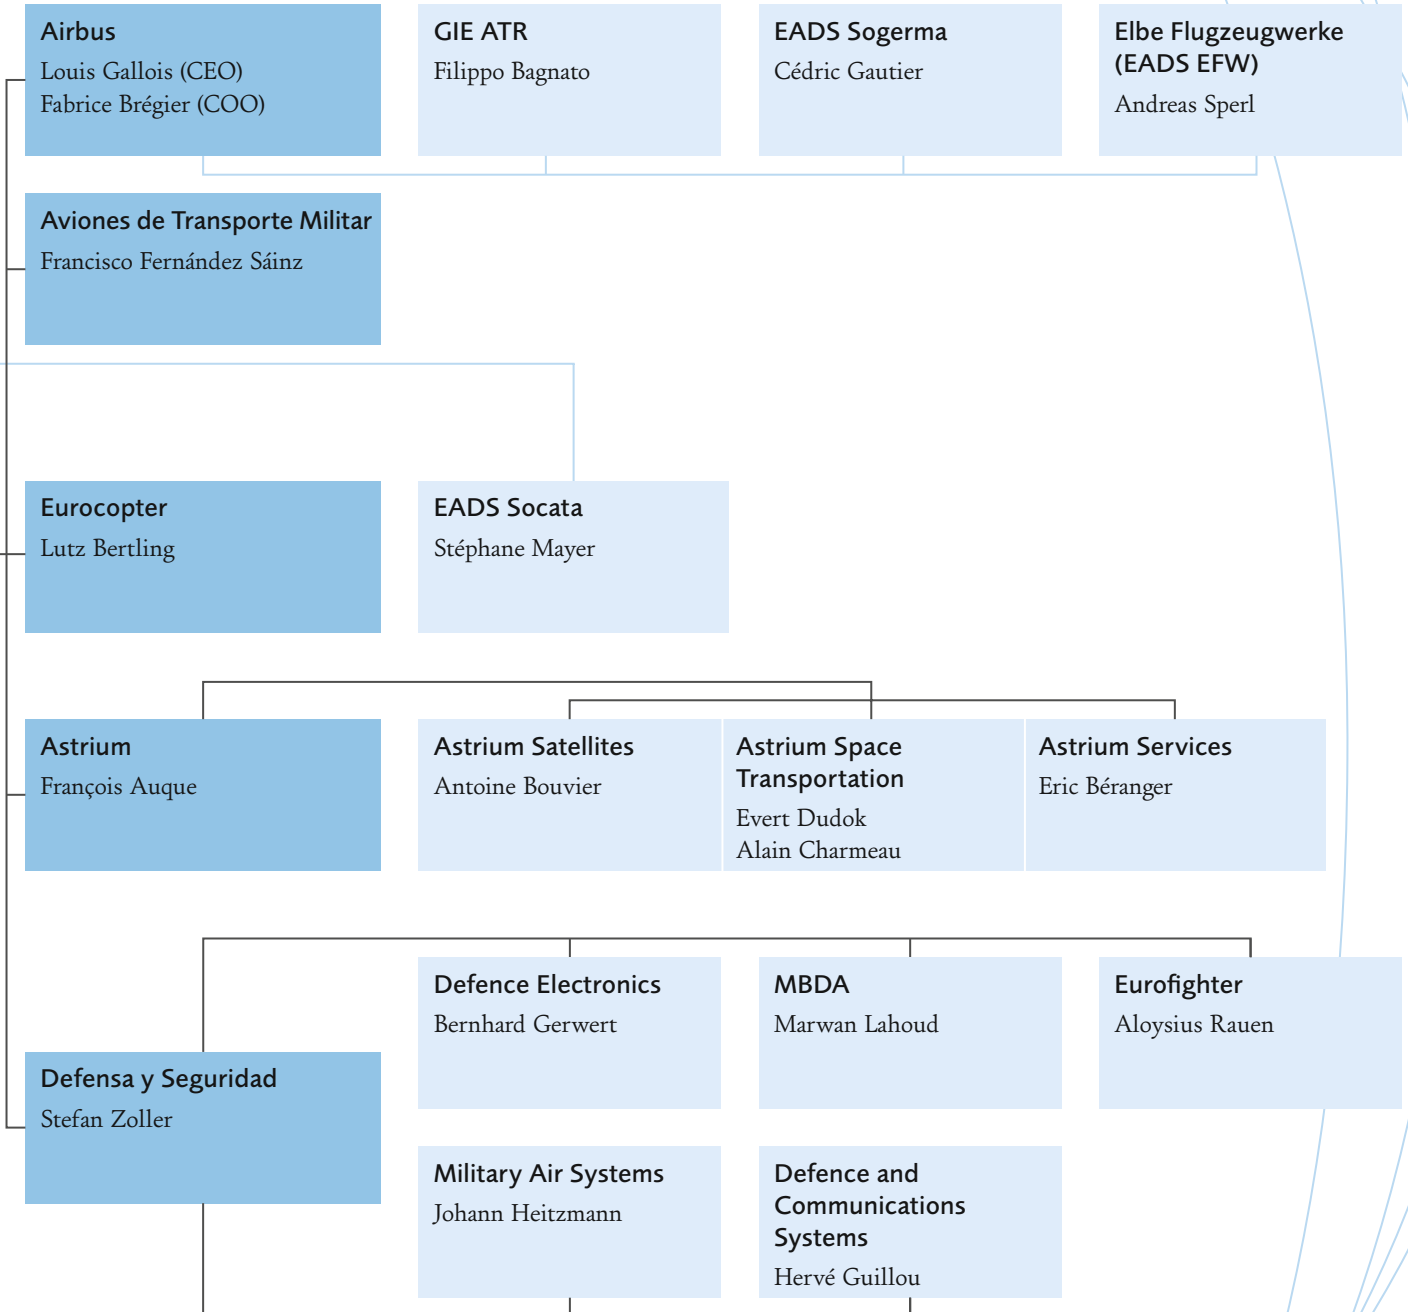 Airbus
Louis Gallois (CEO)
Fabrice Brégier (COO)
GIE ATR
Filippo Bagnato
EADS Sogerma
Cédric Gautier
Elbe Flugzeugwerke
(EADS EFW)
Andreas Sperl
Aviones de Transporte Militar
Francisco Fernández Sáinz
Eurocopter
Lutz Bertling
EADS Socata
Stéphane Mayer
Astrium
François Auque
Astrium Satellites
Antoine Bouvier
Astrium Space
Transportation
Evert Dudok
Alain Charmeau
Astrium Services
Eric Béranger
Defensa y Seguridad
Stefan Zoller
Defence Electronics
Bernhard Gerwert
MBDA
Marwan Lahoud
Eurofighter
Aloysius Rauen
Military Air Systems
Johann Heitzmann
Defence and
Communications
Systems
Hervé Guillou